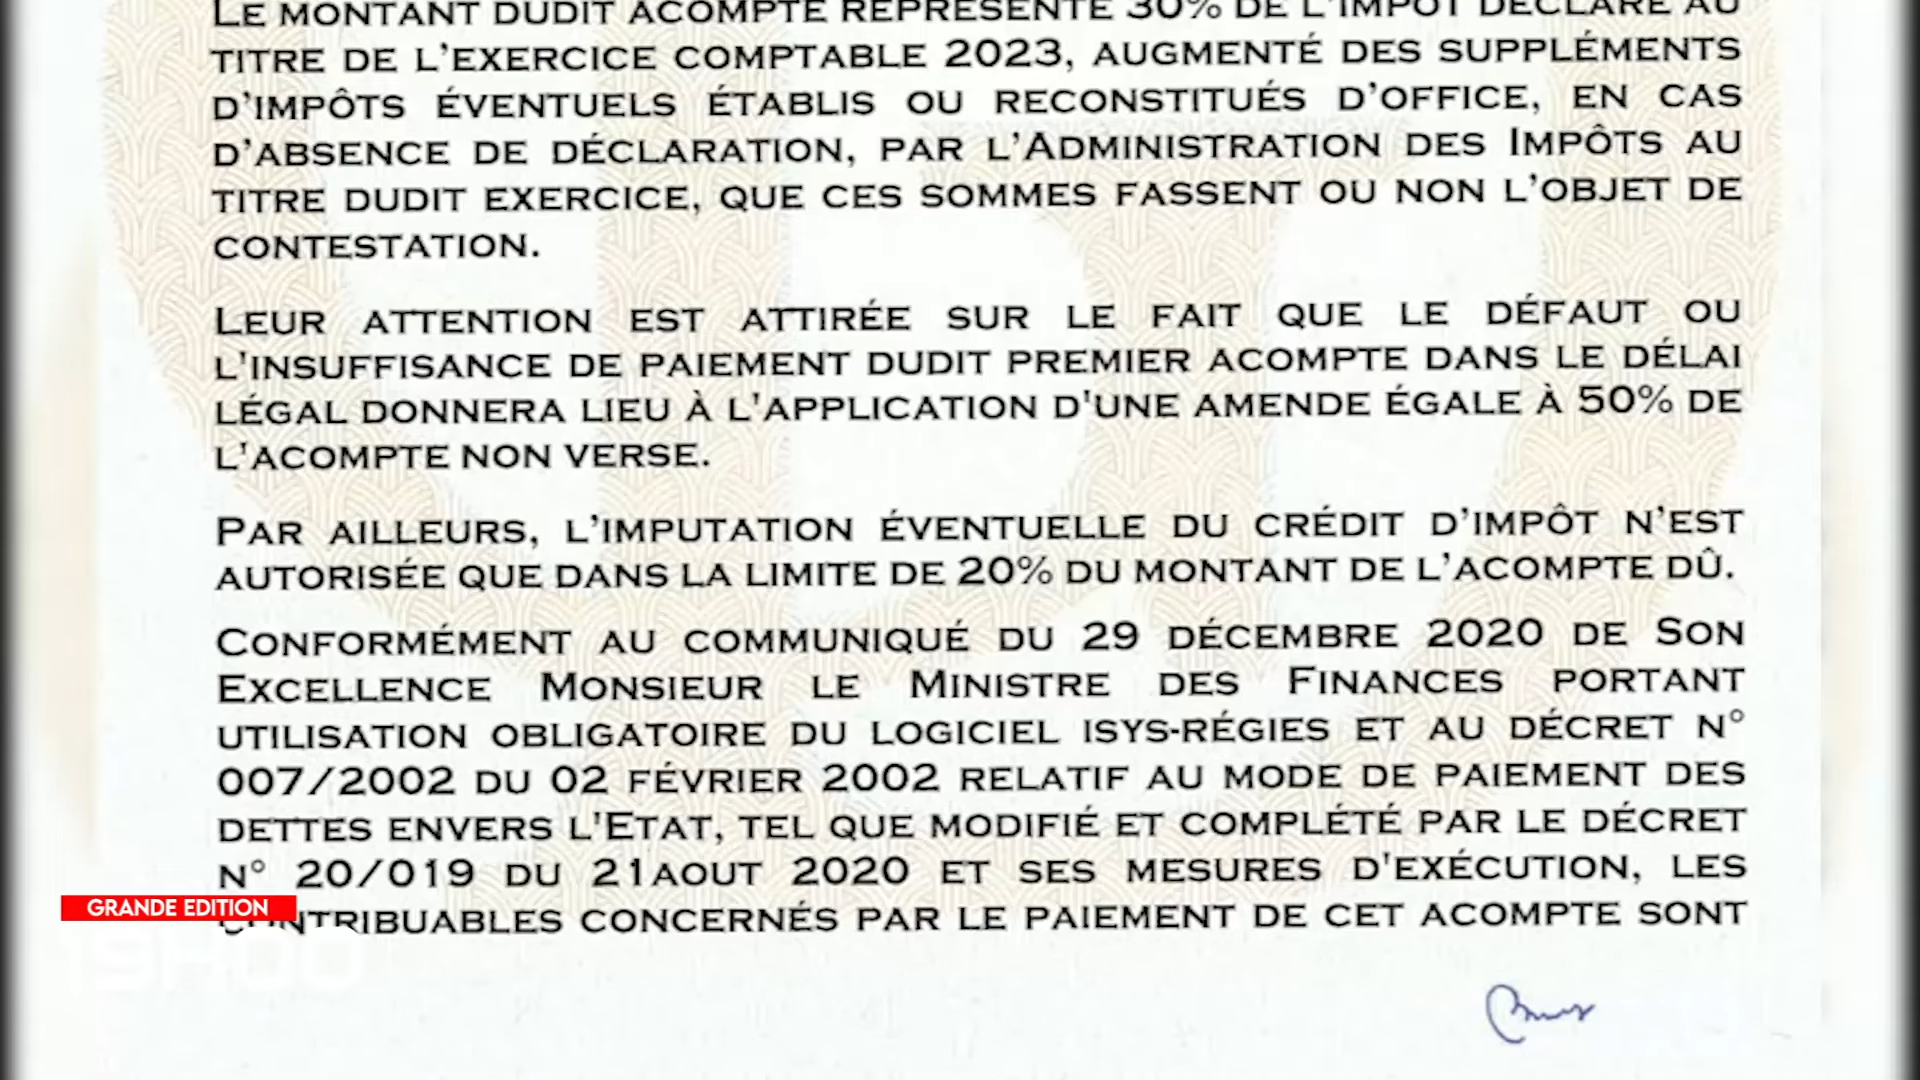 LE MONTANT DUDIT ACOMPTE REPRÉSENTE 30% DE L'IMPÔT DÉCLARÉ AU
TITRE DE L'EXERCICE COMPTABLE 2023, AUGMENTÉ DES SUPPLÉMENTS
D'IMPÔTS ÉVENTUELS ÉTABLIS OU RECONSTITUÉS D'OFFICE, EN CAS
D'ABSENCE DE DÉCLARATION, PAR L'ADMINISTRATION DES IMPÔTS AU
TITRE DUDIT EXERCICE, QUE CES SOMMES FASSENT OU NON L'OBJET DE
CONTESTATION.
LEUR ATTENTION EST ATTIRÉE SUR LE FAIT QUE LE DÉFAUT OU
L'INSUFFISANCE DE PAIEMENT DUDIT PREMIER ACOMPTE DANS LE DÉLAI
LÉGAL DONNERA LIEU À L'APPLICATION D'UNE AMENDE ÉGALE À 50% DE
L'ACOMPTE NON VERSE.
PAR AILLEURS, L'IMPUTATION ÉVENTUELLE DU CRÉDIT D'IMPÔT N'EST
AUTORISÉE QUE DANS LA LIMITE DE 20% DU MONTANT DE L'ACOMPTE DÛ.
CONFORMÉMENT AU COMMUNIQUÉ DU 29 DÉCEMBRE 2020 DE SON
EXCELLENCE MONSIEUR LE MINISTRE DES FINANCES PORTANT
UTILISATION OBLIGATOIRE DU LOGICIEL ISYS-RÉGIES ET AU DÉCRET N°
007/2002 DU 02 FÉVRIER 2002 RELATIF AU MODE DE PAIEMENT DES
DETTES ENVERS L'ETAT, TEL QUE MODIFIÉ ET COMPLÉTÉ PAR LE DÉCRET
N° 20/019 DU 21AOUT 2020 ET SES MESURES D'EXÉCUTION, LES
CONTRIBUABLES CONCERNÉS PAR LE PAIEMENT DE CET ACOMPTE SONT
GRANDE EDITION
19H00